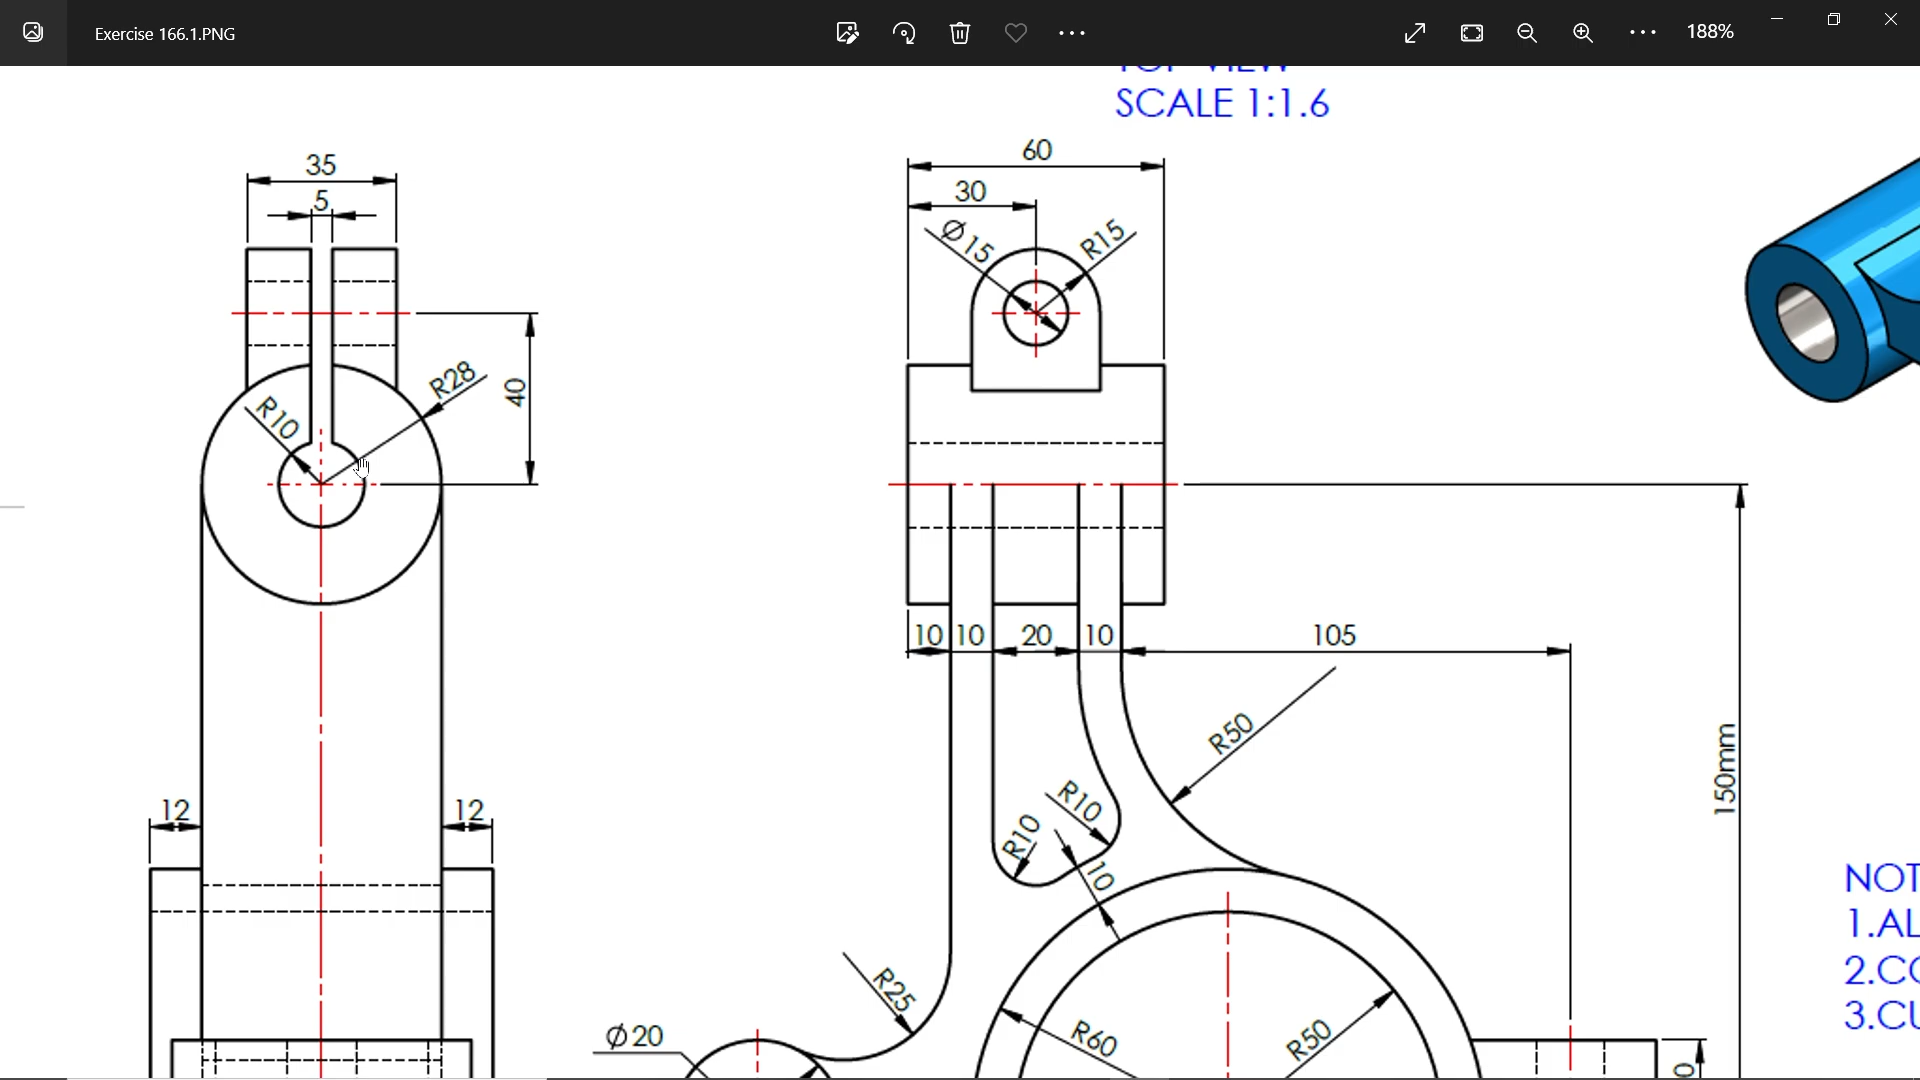 Exercise 166.1.PNG
188%
TOP VIEW
SCALE 1:1.6
35
5
R28
R10
40
12
12
60
30
Ø15
R15
10
10
20
10
105
R50
R10
R10
10
150mm
R25
Ø20
R60
R50
NOT
1.AL
2.CO
3.CU